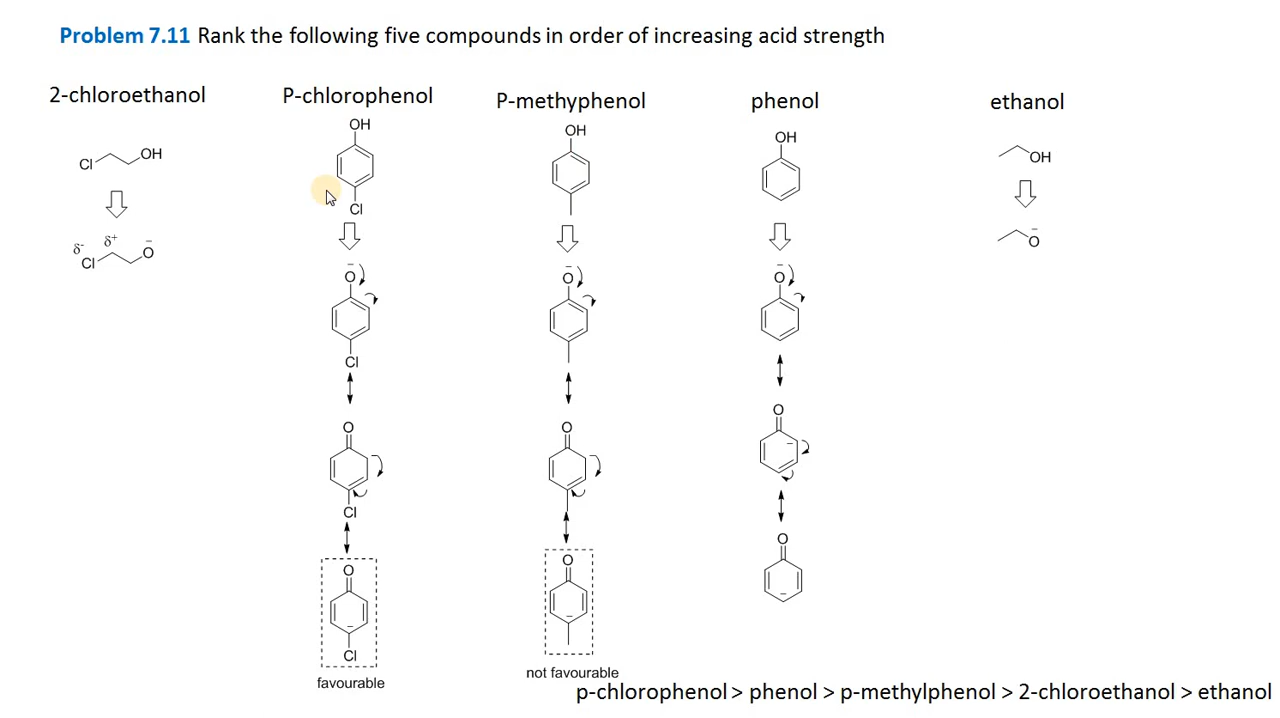 Problem 7.11 Rank the following five compounds in order of increasing acid strength
2-chloroethanol
P-chlorophenol
P-methyphenol
phenol
ethanol
Cl OH
δ- δ+
Cl O-
OH
Cl
O-
Cl
O
Cl
O
-
Cl
favourable
OH
O-
O
O
-
not favourable
OH
O-
O
-
O
-
OH
O-
p-chlorophenol > phenol > p-methylphenol > 2-chloroethanol > ethanol